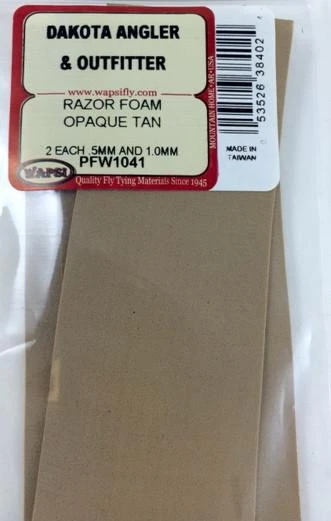 DAKOTA ANGLER
& OUTFITTER
www.wapsifly.com
RAZOR FOAM
OPAQUE TAN
2 EACH .5MM AND 1.0MM
PFW1041
WAPSI
Quality Fly Tying Materials Since 1945
MOUNTAIN HOME·AR·USA
53526 38402
MADE IN
TAIWAN